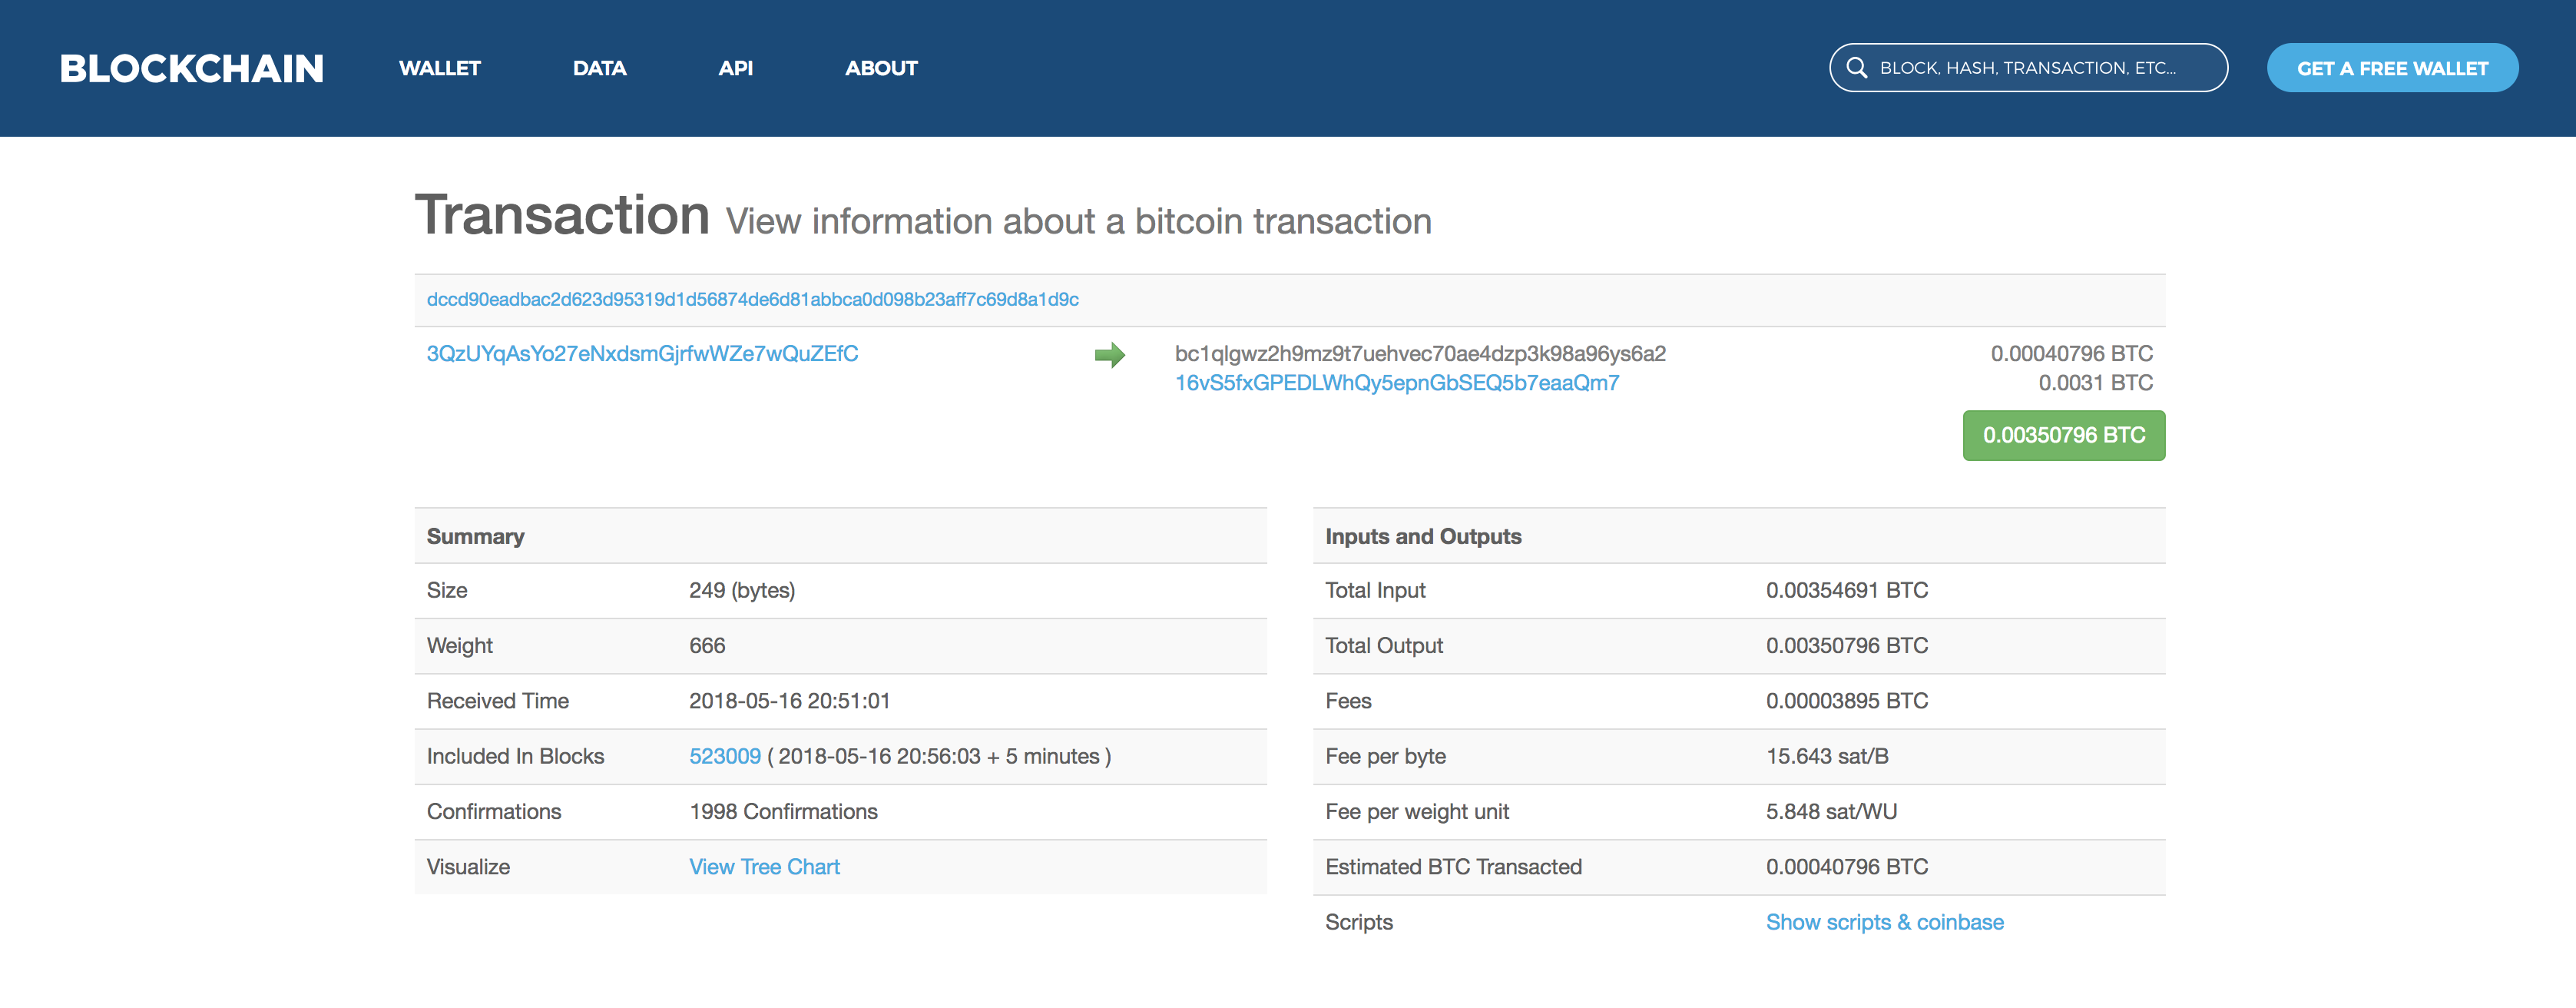 BLOCKCHAIN WALLET DATA API ABOUT BLOCK, HASH, TRANSACTION, ETC... GET A FREE WALLET
Transaction View information about a bitcoin transaction
dccd90eadbac2d623d95319d1d56874de6d81abbca0d098b23aff7c69d8a1d9c
3QzUYqAsYo27eNxdsmGjrfwWZe7wQuZEfC bc1qlgwz2h9mz9t7uehvec70ae4dzp3k98a96ys6a2 0.00040796 BTC
16vS5fxGPEDLWhQy5epnGbSEQ5b7eaaQm7 0.0031 BTC
0.00350796 BTC
Summary
Size 249 (bytes)
Weight 666
Received Time 2018-05-16 20:51:01
Included In Blocks 523009 ( 2018-05-16 20:56:03 + 5 minutes )
Confirmations 1998 Confirmations
Visualize View Tree Chart
Inputs and Outputs
Total Input 0.00354691 BTC
Total Output 0.00350796 BTC
Fees 0.00003895 BTC
Fee per byte 15.643 sat/B
Fee per weight unit 5.848 sat/WU
Estimated BTC Transacted 0.00040796 BTC
Scripts Show scripts & coinbase